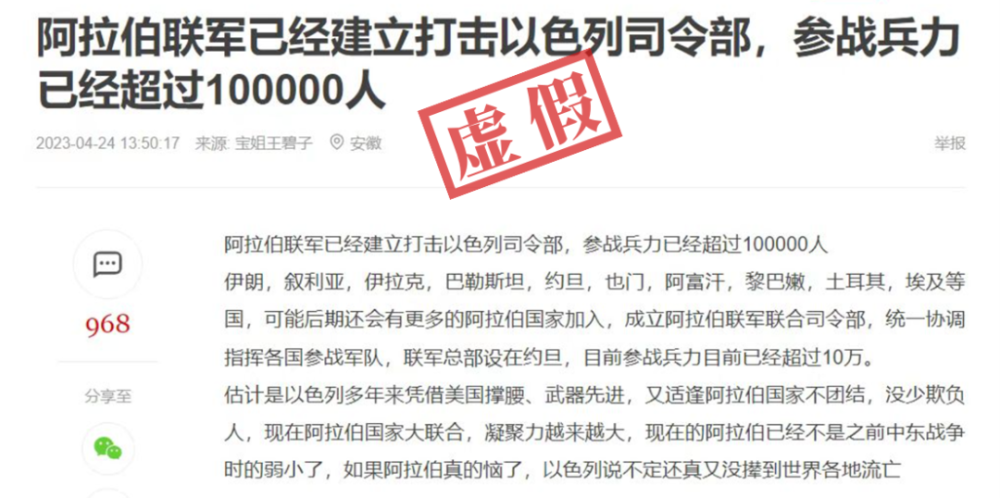 阿拉伯联军已经建立打击以色列司令部，参战兵力
已经超过100000人
虚假
2023-04-24 13:50:17 来源: 宝姐王碧子 安徽
举报
阿拉伯联军已经建立打击以色列司令部，参战兵力已经超过100000人
伊朗，叙利亚，伊拉克，巴勒斯坦，约旦，也门，阿富汗，黎巴嫩，土耳其，埃及等
国，可能后期还会有更多的阿拉伯国家加入，成立阿拉伯联军联合司令部，统一协调
指挥各国参战军队，联军总部设在约旦，目前参战兵力目前已经超过10万。
估计是以色列多年来凭借美国撑腰、武器先进，又适逢阿拉伯国家不团结，没少欺负
人，现在阿拉伯国家大联合，凝聚力越来越大，现在的阿拉伯已经不是之前中东战争
时的弱小了，如果阿拉伯真的恼了，以色列说不定还真又没撵到世界各地流亡
968
分享至